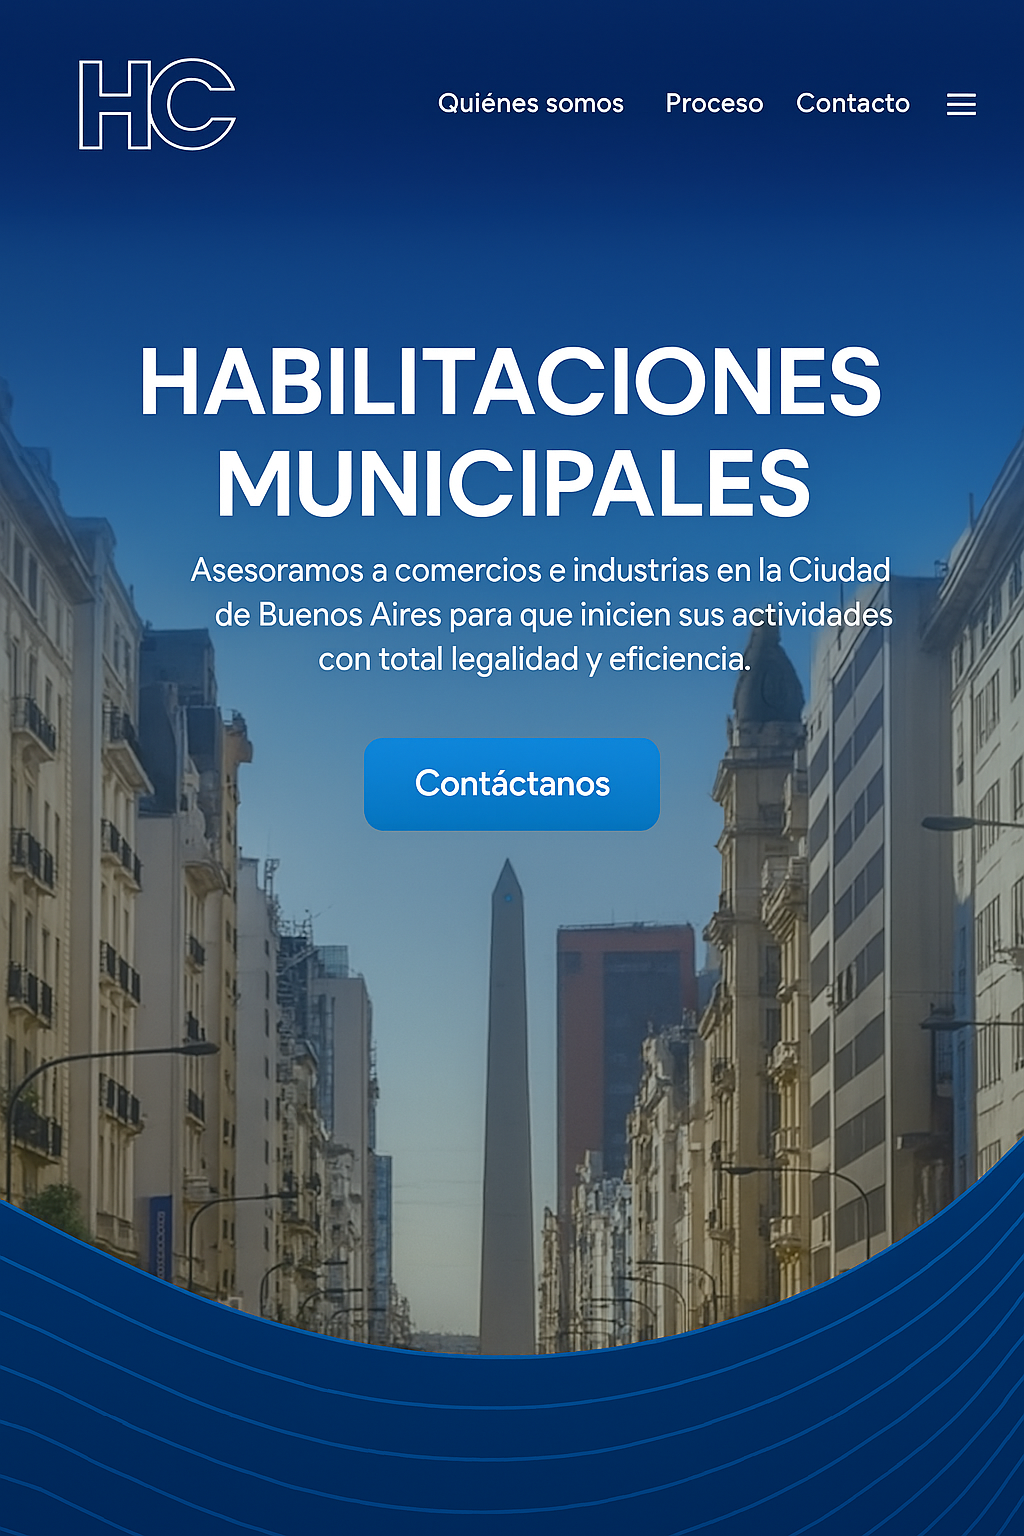 HC
Quiénes somos Proceso Contacto
HABILITACIONES
MUNICIPALES
Asesoramos a comercios e industrias en la Ciudad
de Buenos Aires para que inicien sus actividades
con total legalidad y eficiencia.
Contáctanos